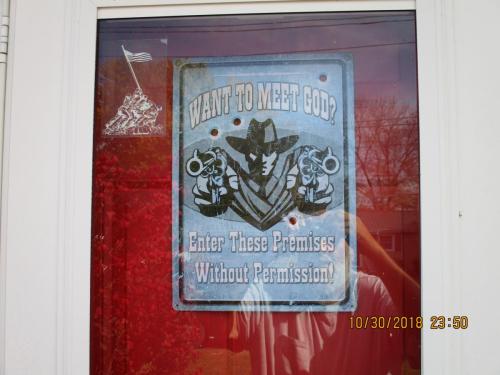 WANT TO MEET GOD?
Enter These Premises
Without Permission!
10/30/2018 23:50